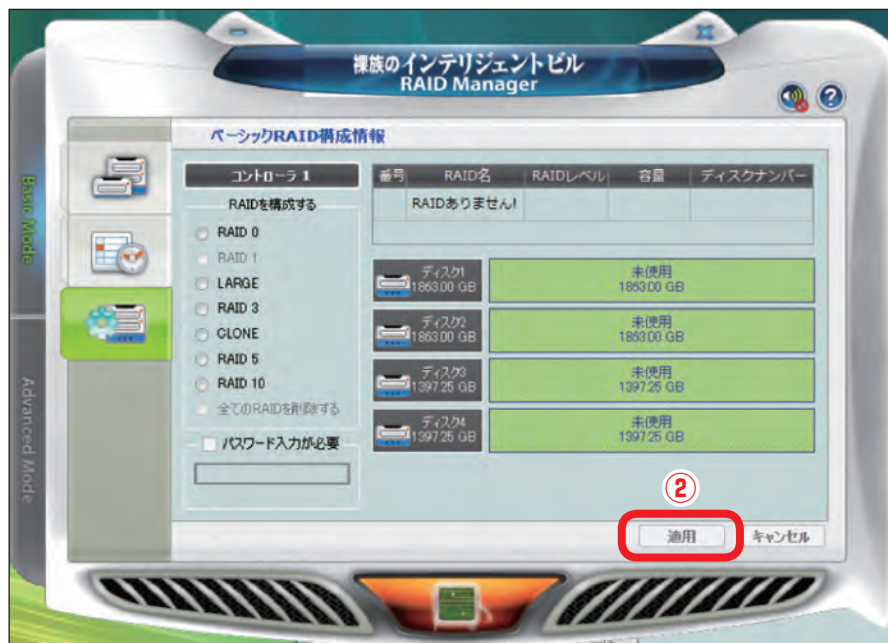 裸族のインテリジェントビル
RAID Manager
ベーシックRAID構成情報
Basic Mode
Advanced Mode
コントローラ 1
RAIDを構成する
RAID 0
RAID 1
LARGE
RAID 3
CLONE
RAID 5
RAID 10
全てのRAIDを削除する
パスワード入力が必要
番号 RAID名 RAIDレベル 容量 ディスクナンバー
RAIDありません!
ディスク1
1863.00 GB
未使用
1863.00 GB
ディスク2
1863.00 GB
未使用
1863.00 GB
ディスク3
1397.25 GB
未使用
1397.25 GB
ディスク4
1397.25 GB
未使用
1397.25 GB
②
適用 キャンセル